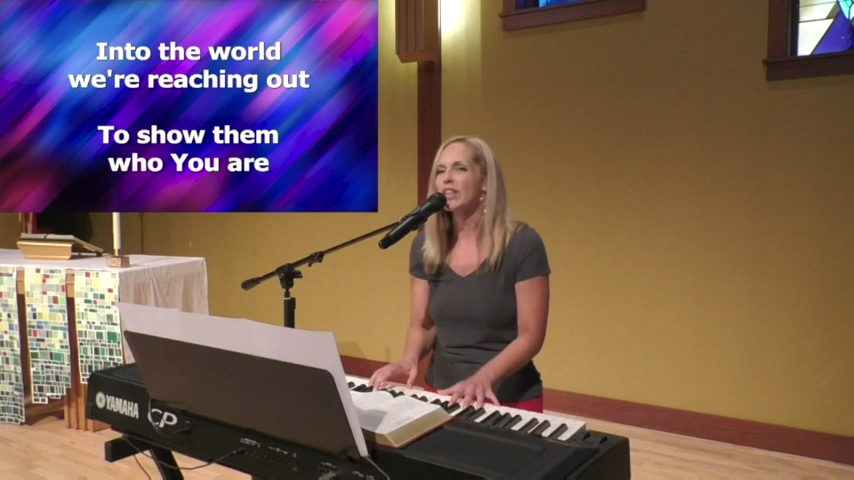 Into the world
we're reaching out
To show them
who You are
YAMAHA
CP